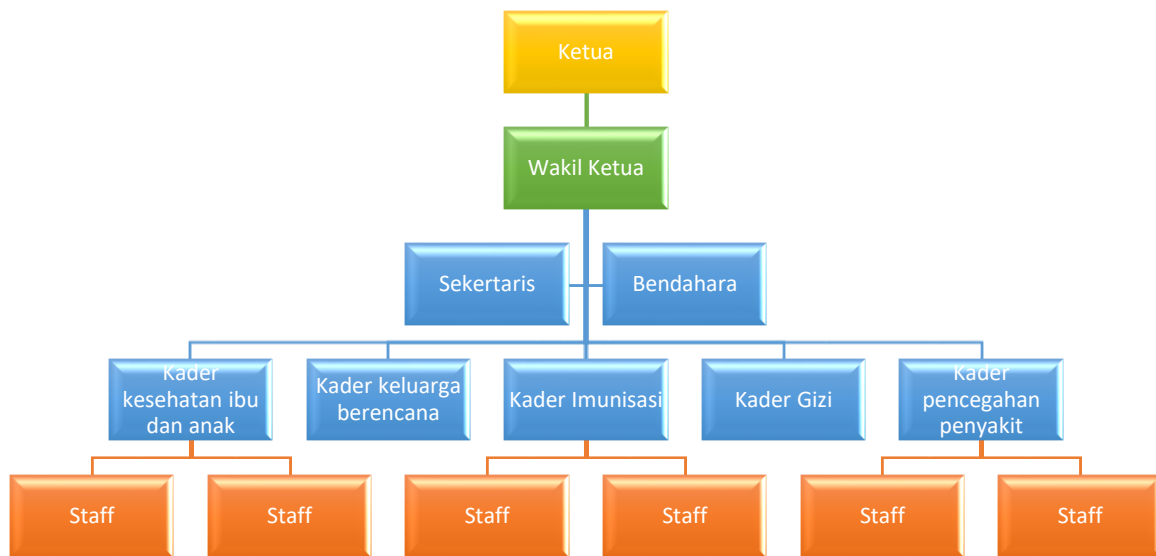 Ketua
Wakil Ketua
Sekertaris
Bendahara
Kader
kesehatan ibu
dan anak
Kader keluarga
berencana
Kader Imunisasi
Kader Gizi
Kader
pencegahan
penyakit
Staff
Staff
Staff
Staff
Staff
Staff